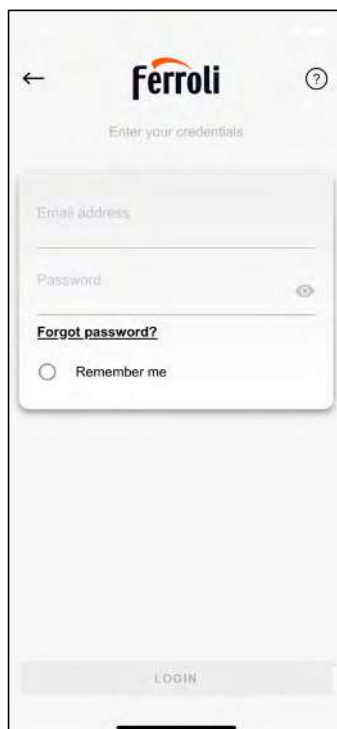 Ferroli
?
Enter your credentials
Email address
Password
Forgot password?
Remember me
LOGIN